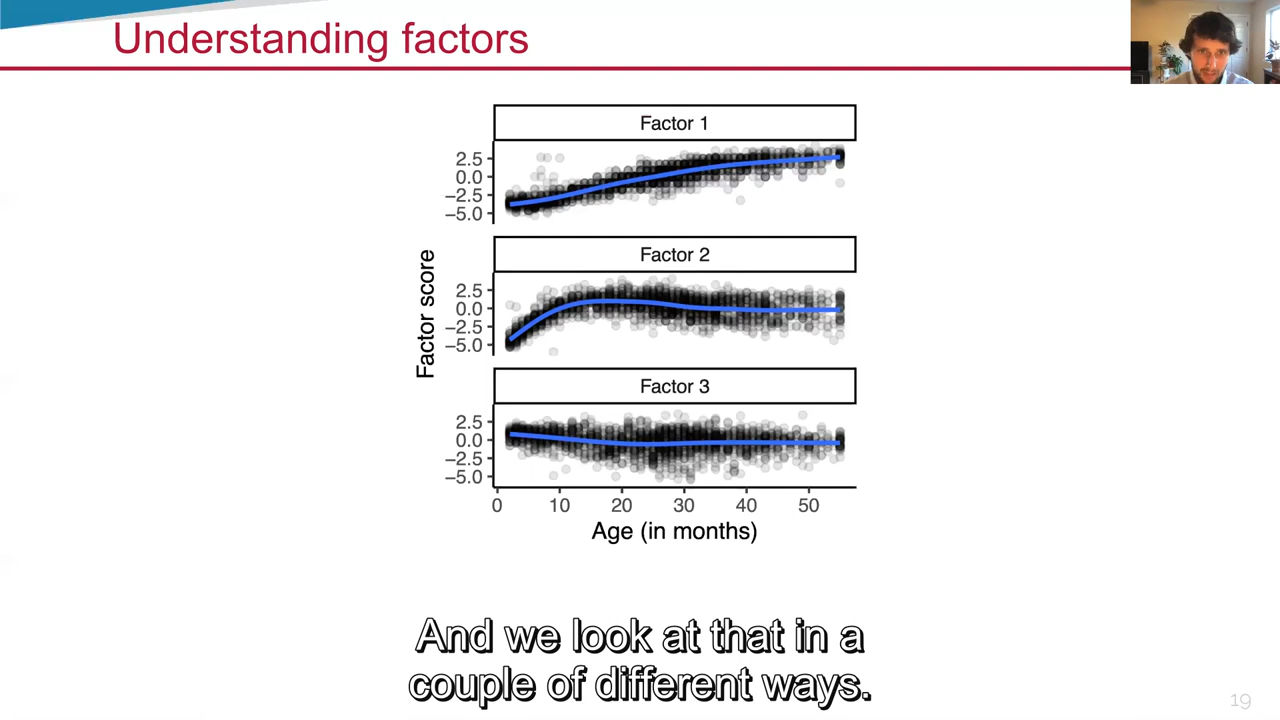 Understanding factors
Factor 1
2.5
0.0
−2.5
−5.0
Factor 2
2.5
0.0
−2.5
−5.0
Factor 3
2.5
0.0
−2.5
−5.0
Factor score
0 10 20 30 40 50
Age (in months)
And we look at that in a
couple of different ways.
19